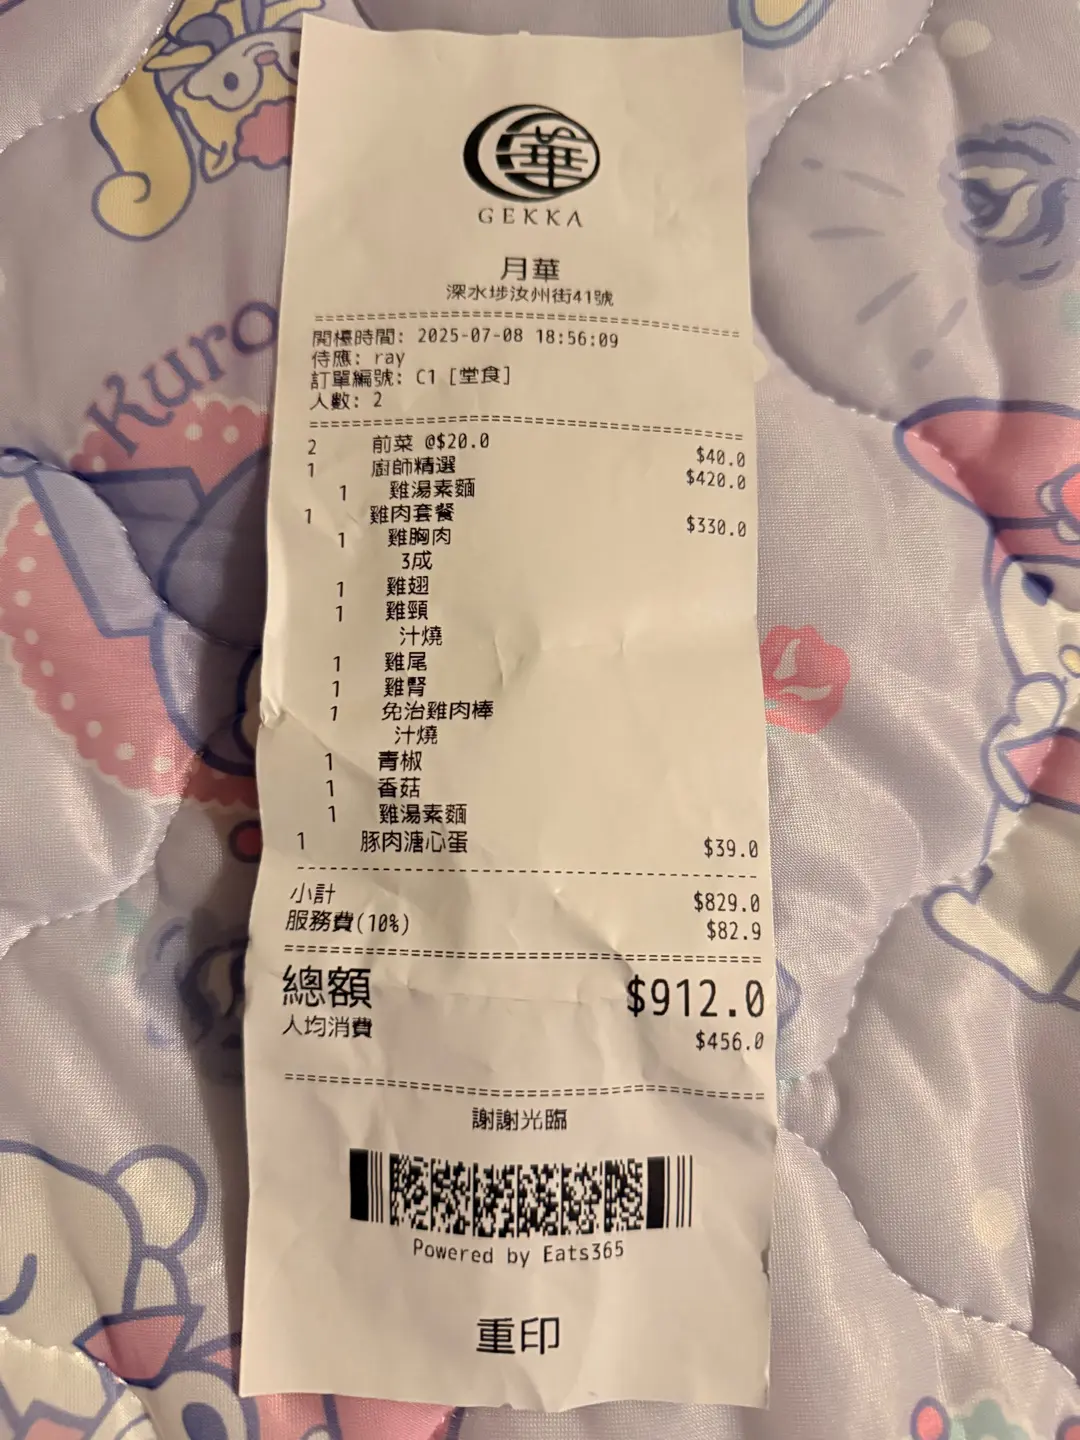 華
GEKKA
月華
深水埗汝州街41號
開檯時間: 2025-07-08 18:56:09
侍應: ray
訂單編號: C1 [堂食]
人數: 2
2 前菜 @$20.0 $40.0
1 廚師精選 $420.0
1 雞湯素麵
1 雞肉套餐 $330.0
1 雞胸肉
3成
1 雞翅
1 雞頸
汁燒
1 雞尾
1 雞腎
1 免治雞肉棒
汁燒
1 青椒
1 香菇
1 雞湯素麵
1 豚肉溏心蛋 $39.0
小計 $829.0
服務費(10%) $82.9
總額 $912.0
人均消費 $456.0
謝謝光臨
Powered by Eats365
重印
Kuro